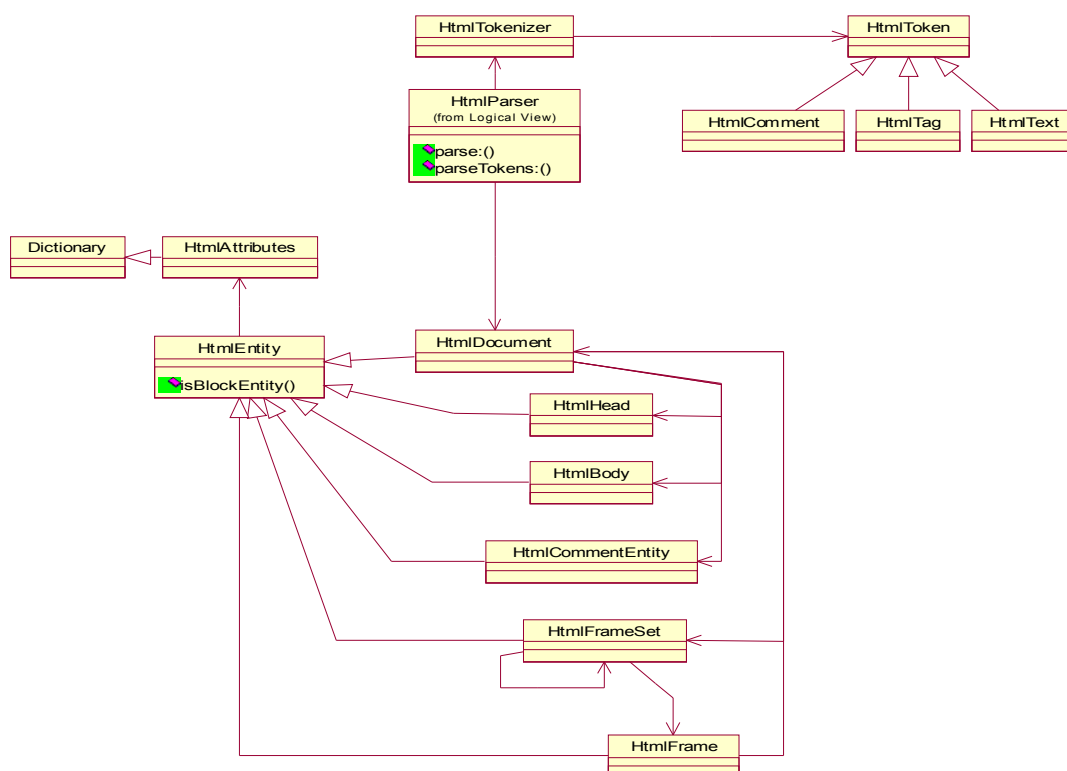 HtmlTokenizer
HtmlToken
HtmlParser
(from Logical View)
parse:()
parseTokens:()
HtmlComment
HtmlTag
HtmlText
Dictionary
HtmlAttributes
HtmlEntity
isBlockEntity()
HtmlDocument
HtmlHead
HtmlBody
HtmlCommentEntity
HtmlFrameSet
HtmlFrame